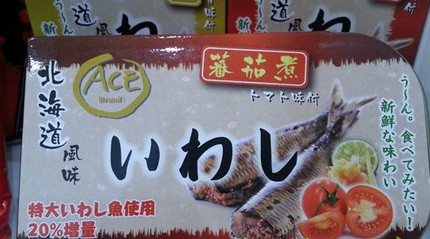 北海道
風味
ACE
Brand
蕃茄煮
トマト味付
いわし
う〜ん。食べてみたい!
新鮮な味わい
特大いわし魚使用
20%増量